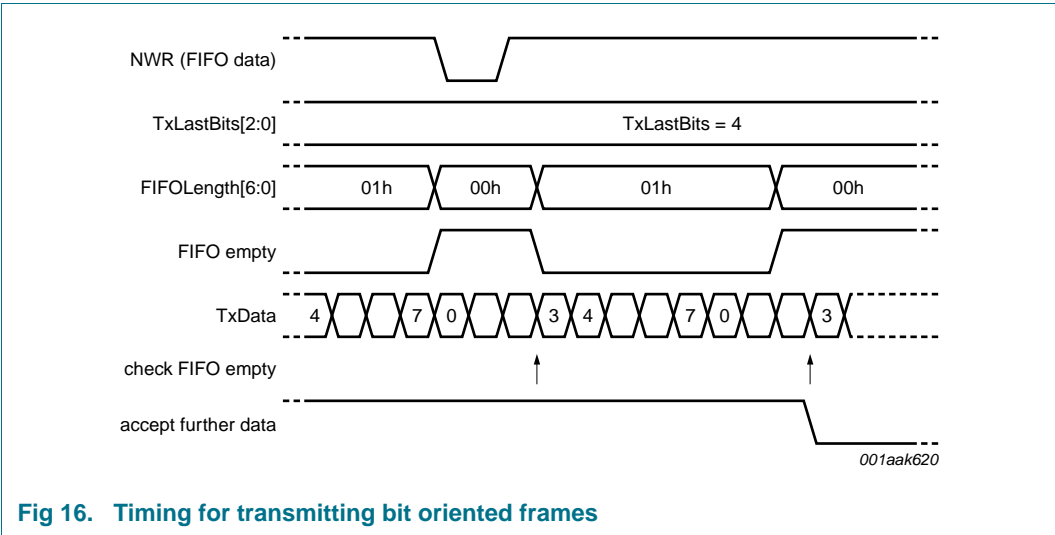 NWR (FIFO data)
TxLastBits[2:0] TxLastBits = 4
FIFOLength[6:0] 01h 00h 01h 00h
FIFO empty
TxData 4 7 0 3 4 7 0 3
check FIFO empty
accept further data
001aak620
Fig 16. Timing for transmitting bit oriented frames